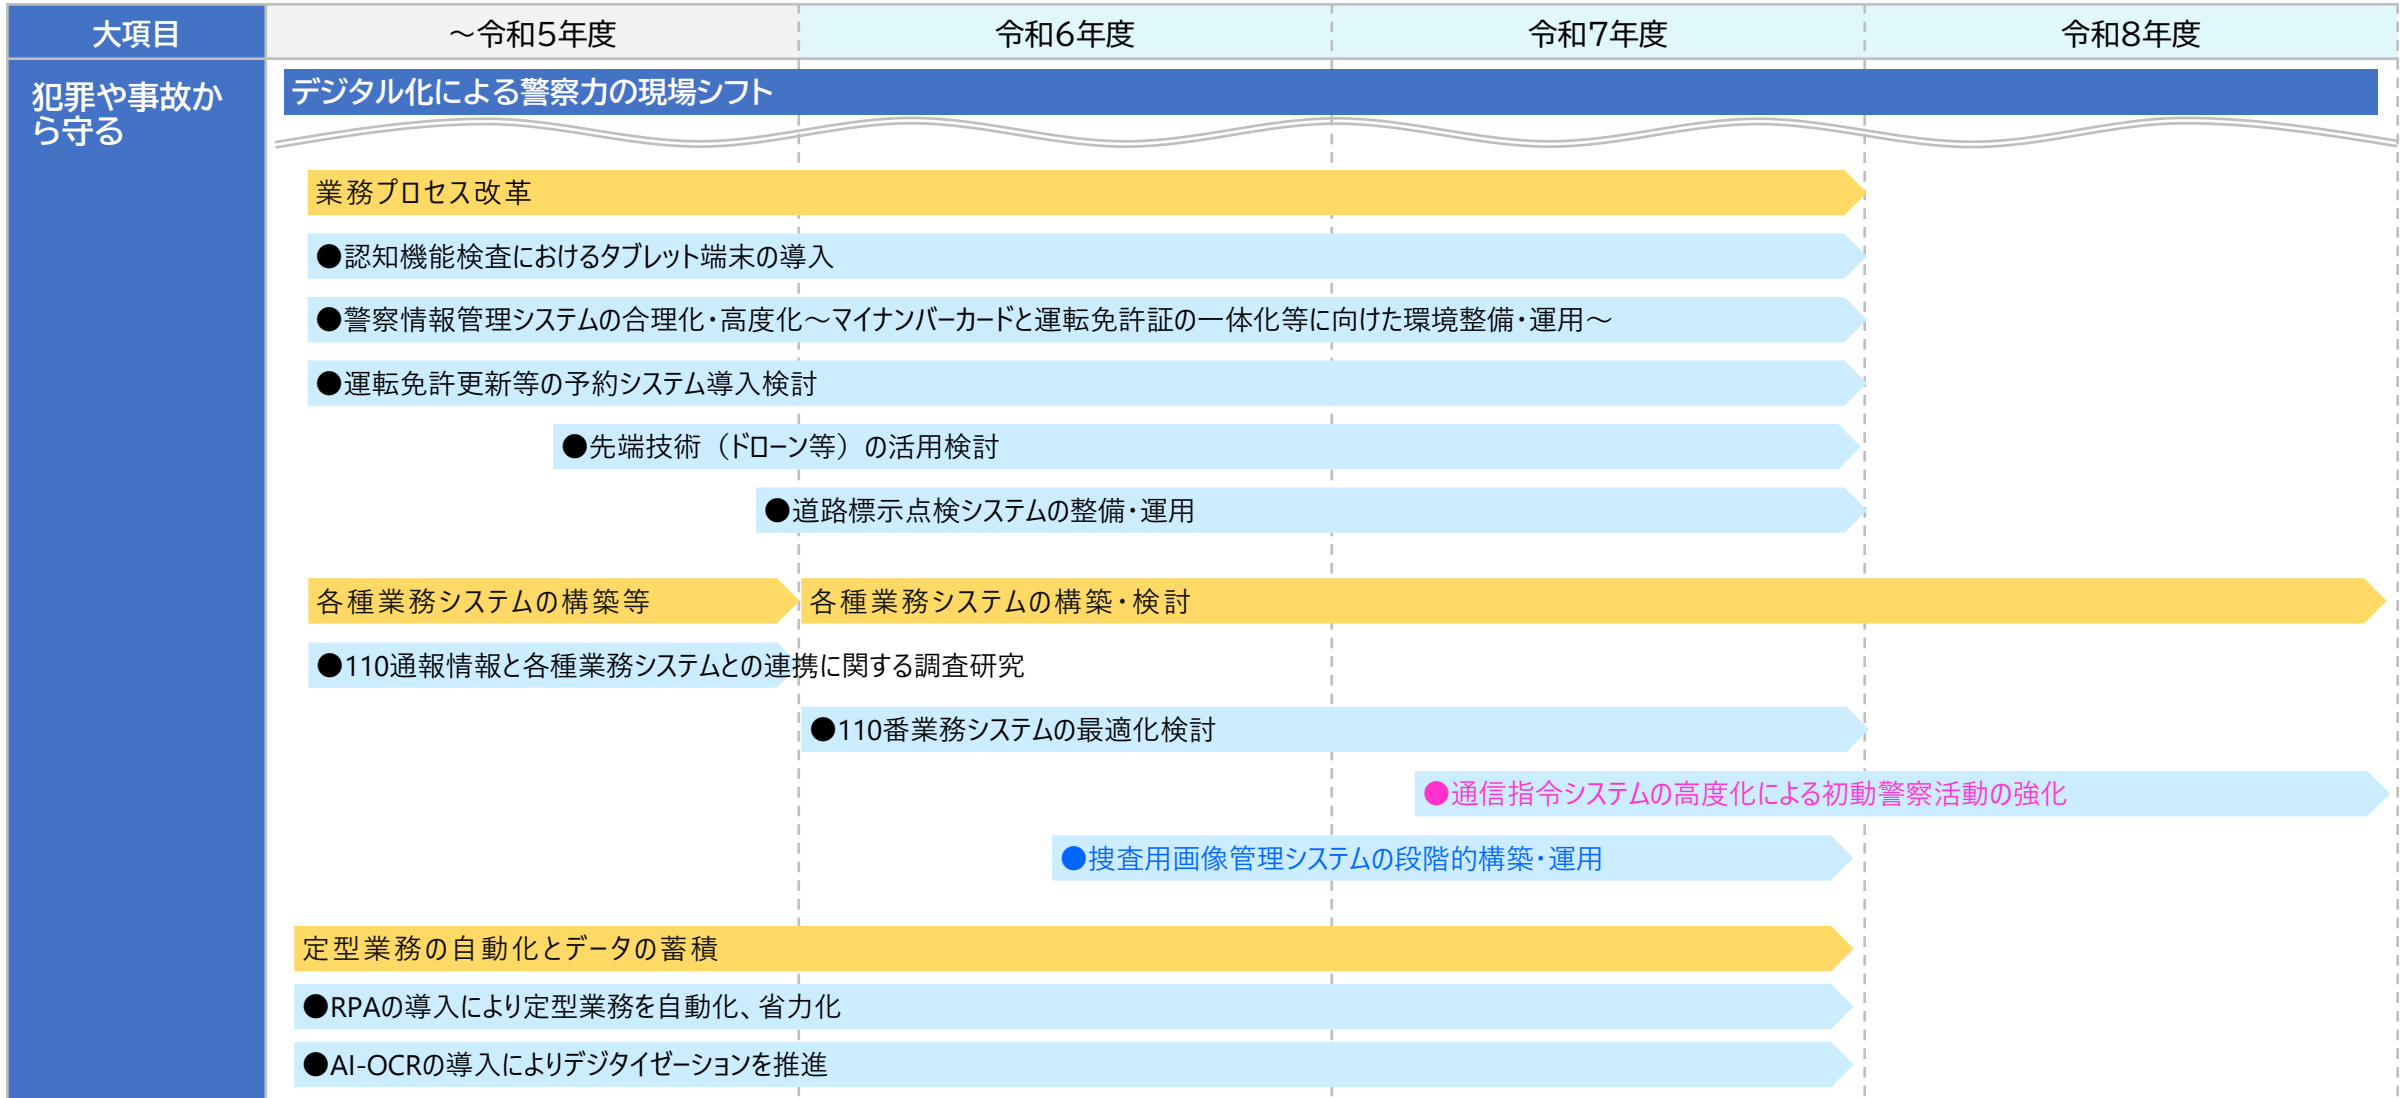 大項目
～令和5年度
令和6年度
令和7年度
令和8年度
犯罪や事故か
ら守る
デジタル化による警察力の現場シフト
業務プロセス改革
●認知機能検査におけるタブレット端末の導入
●警察情報管理システムの合理化・高度化～マイナンバーカードと運転免許証の一体化等に向けた環境整備・運用～
●運転免許更新等の予約システム導入検討
●先端技術（ドローン等）の活用検討
●道路標示点検システムの整備・運用
各種業務システムの構築等
各種業務システムの構築・検討
●110通報情報と各種業務システムとの連携に関する調査研究
●110番業務システムの最適化検討
●通信指令システムの高度化による初動警察活動の強化
●捜査用画像管理システムの段階的構築・運用
定型業務の自動化とデータの蓄積
●RPAの導入により定型業務を自動化、省力化
●AI-OCRの導入によりデジタイゼーションを推進